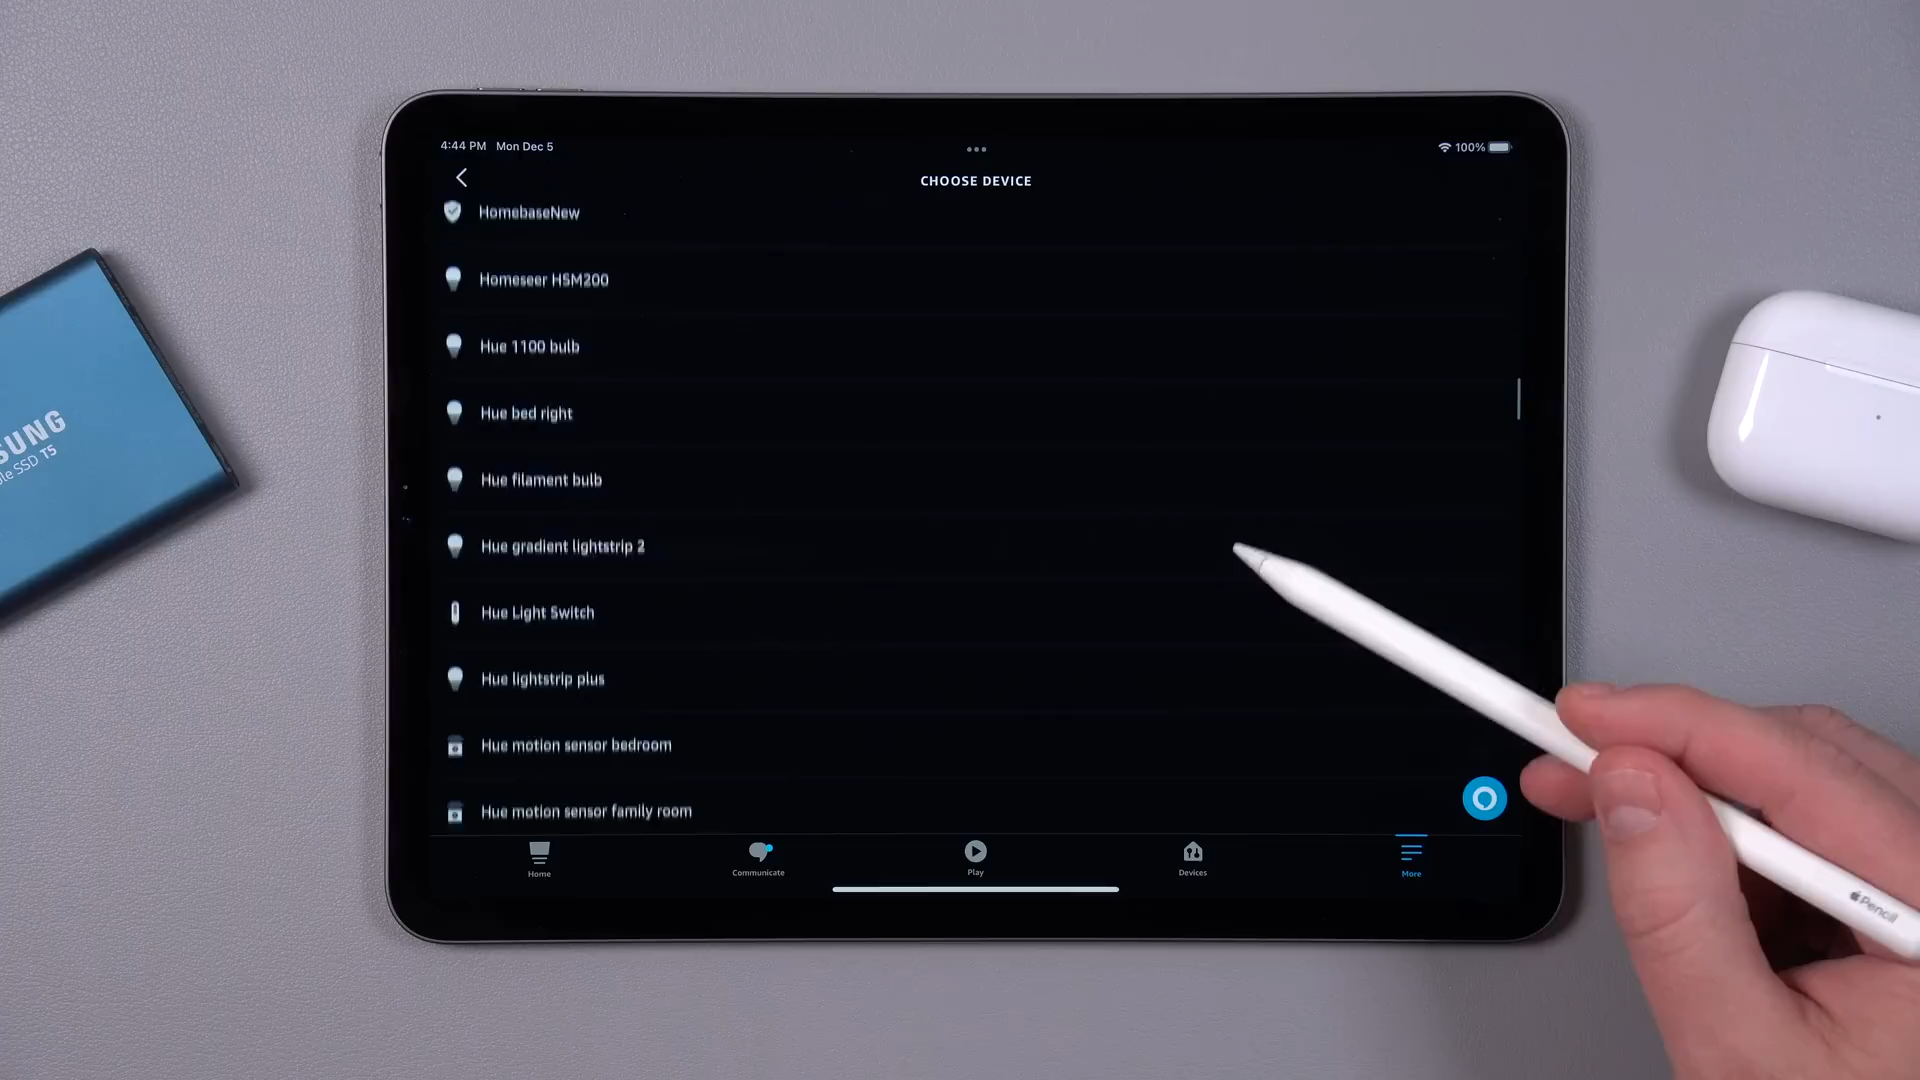 4:44 PM Mon Dec 5
100%
CHOOSE DEVICE
HomebaseNew
Homeseer HSM200
Hue 1100 bulb
Hue bed right
Hue filament bulb
Hue gradient lightstrip 2
Hue Light Switch
Hue lightstrip plus
Hue motion sensor bedroom
Hue motion sensor family room
Home
Communicate
Play
Devices
More
SUNG
le SSD T5
Pencil